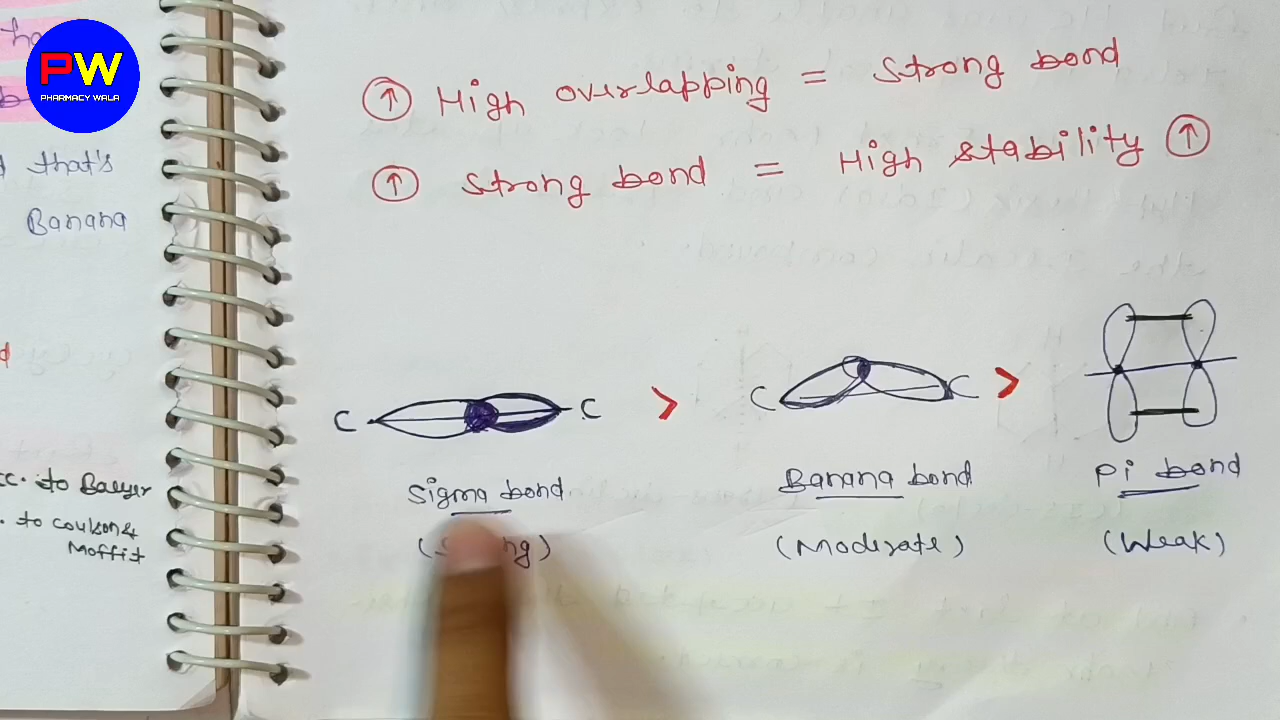 PW
PHARMACY WALA
that's
Banana
to Baeyer
to coulson &
Moffit
↑ High overlapping = Strong bond
↑ Strong bond = High stability ↑
C C > C C >
Sigma bond Banana bond Pi bond
(Moderate) (Weak)